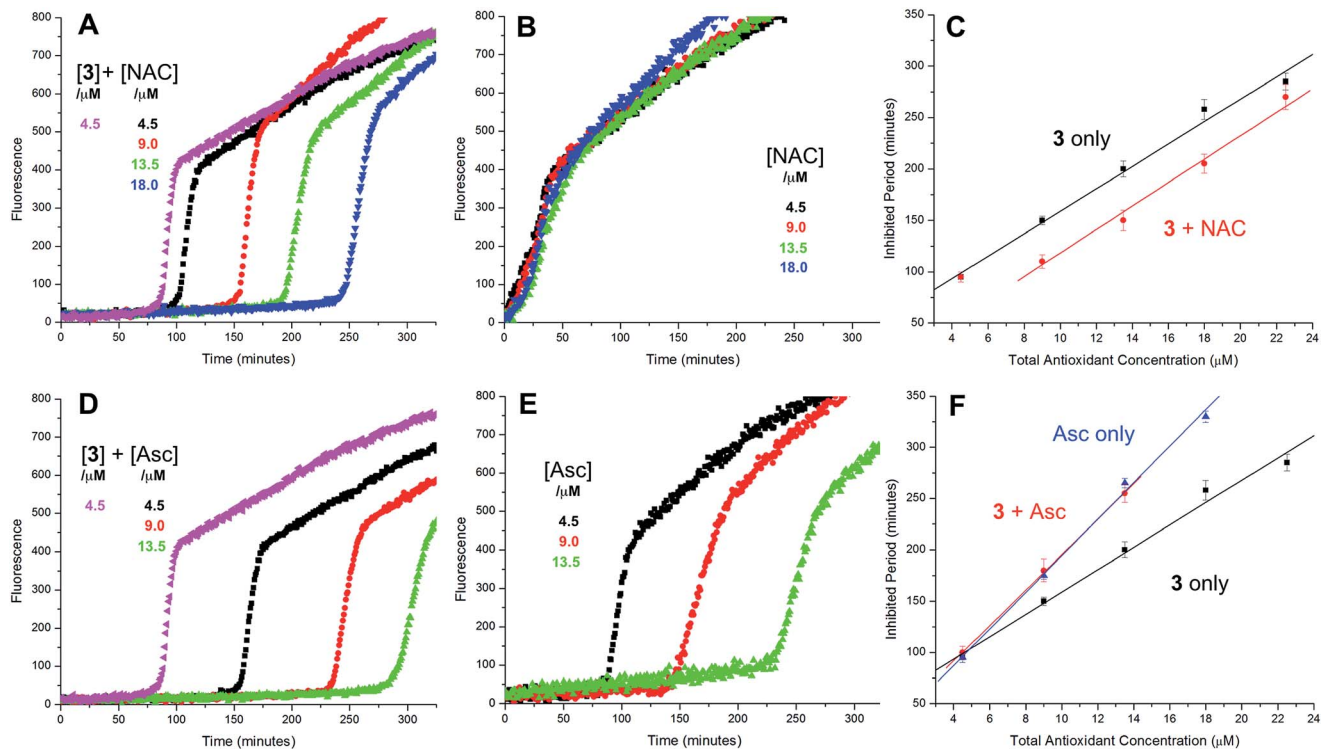 A
[3] + [NAC]
/μM /μM
4.5 4.5
9.0
13.5
18.0
Fluorescence
800
700
600
500
400
300
200
100
0
0 50 100 150 200 250 300
Time (minutes)
B
[NAC]
/μM
4.5
9.0
13.5
18.0
Fluorescence
800
700
600
500
400
300
200
100
0
0 50 100 150 200 250 300
Time (minutes)
C
3 only
3 + NAC
Inhibited Period (minutes)
350
300
250
200
150
100
50
4 6 8 10 12 14 16 18 20 22 24
Total Antioxidant Concentration (μM)
D
[3] + [Asc]
/μM /μM
4.5 4.5
9.0
13.5
Fluorescence
800
700
600
500
400
300
200
100
0
0 50 100 150 200 250 300
Time (minutes)
E
[Asc]
/μM
4.5
9.0
13.5
Fluorescence
800
700
600
500
400
300
200
100
0
0 50 100 150 200 250 300
Time (minutes)
F
Asc only
3 + Asc
3 only
Inhibited Period (minutes)
350
300
250
200
150
100
50
4 6 8 10 12 14 16 18 20 22 24
Total Antioxidant Concentration (μM)